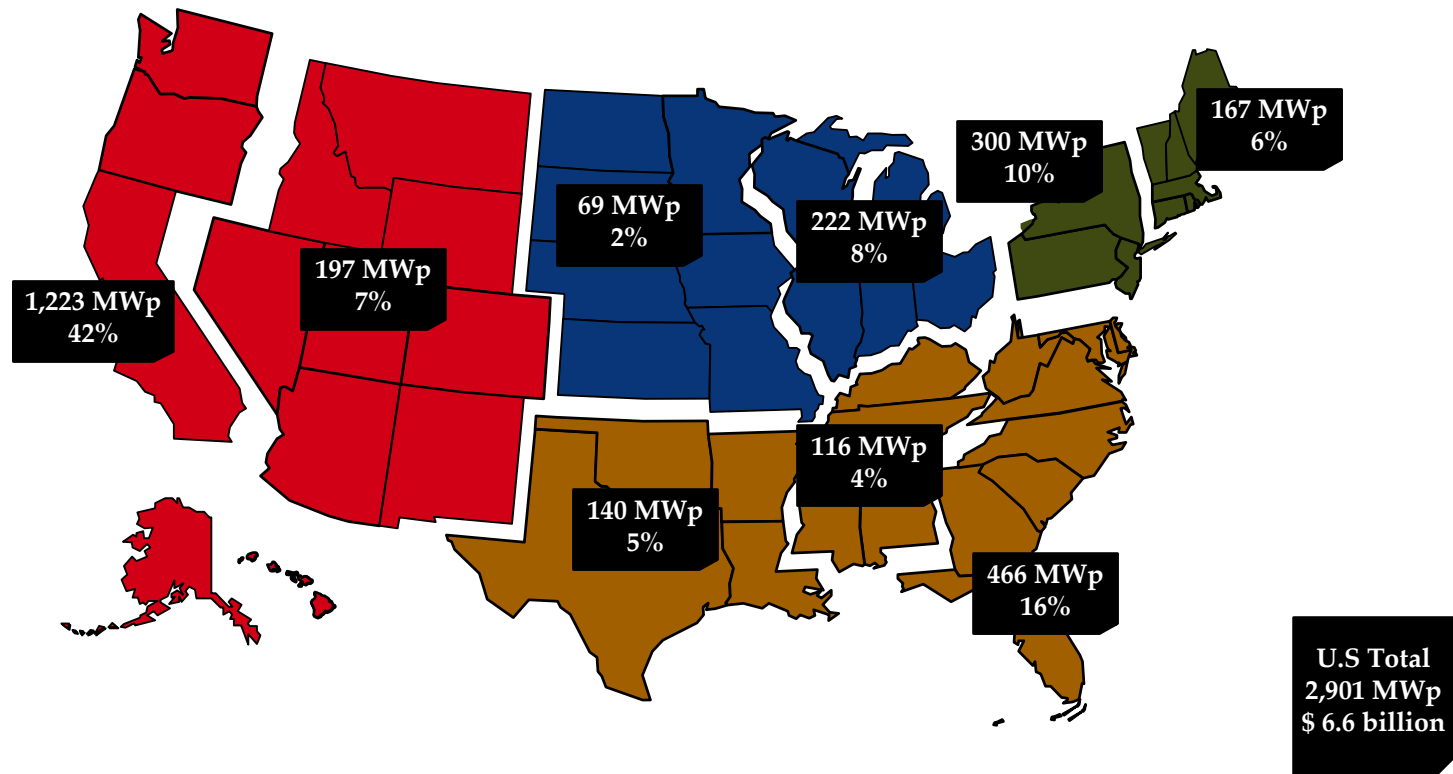 167 MWp
6%
300 MWp
10%
69 MWp
2%
222 MWp
8%
197 MWp
7%
1,223 MWp
42%
116 MWp
4%
140 MWp
5%
466 MWp
16%
U.S Total
2,901 MWp
$ 6.6 billion